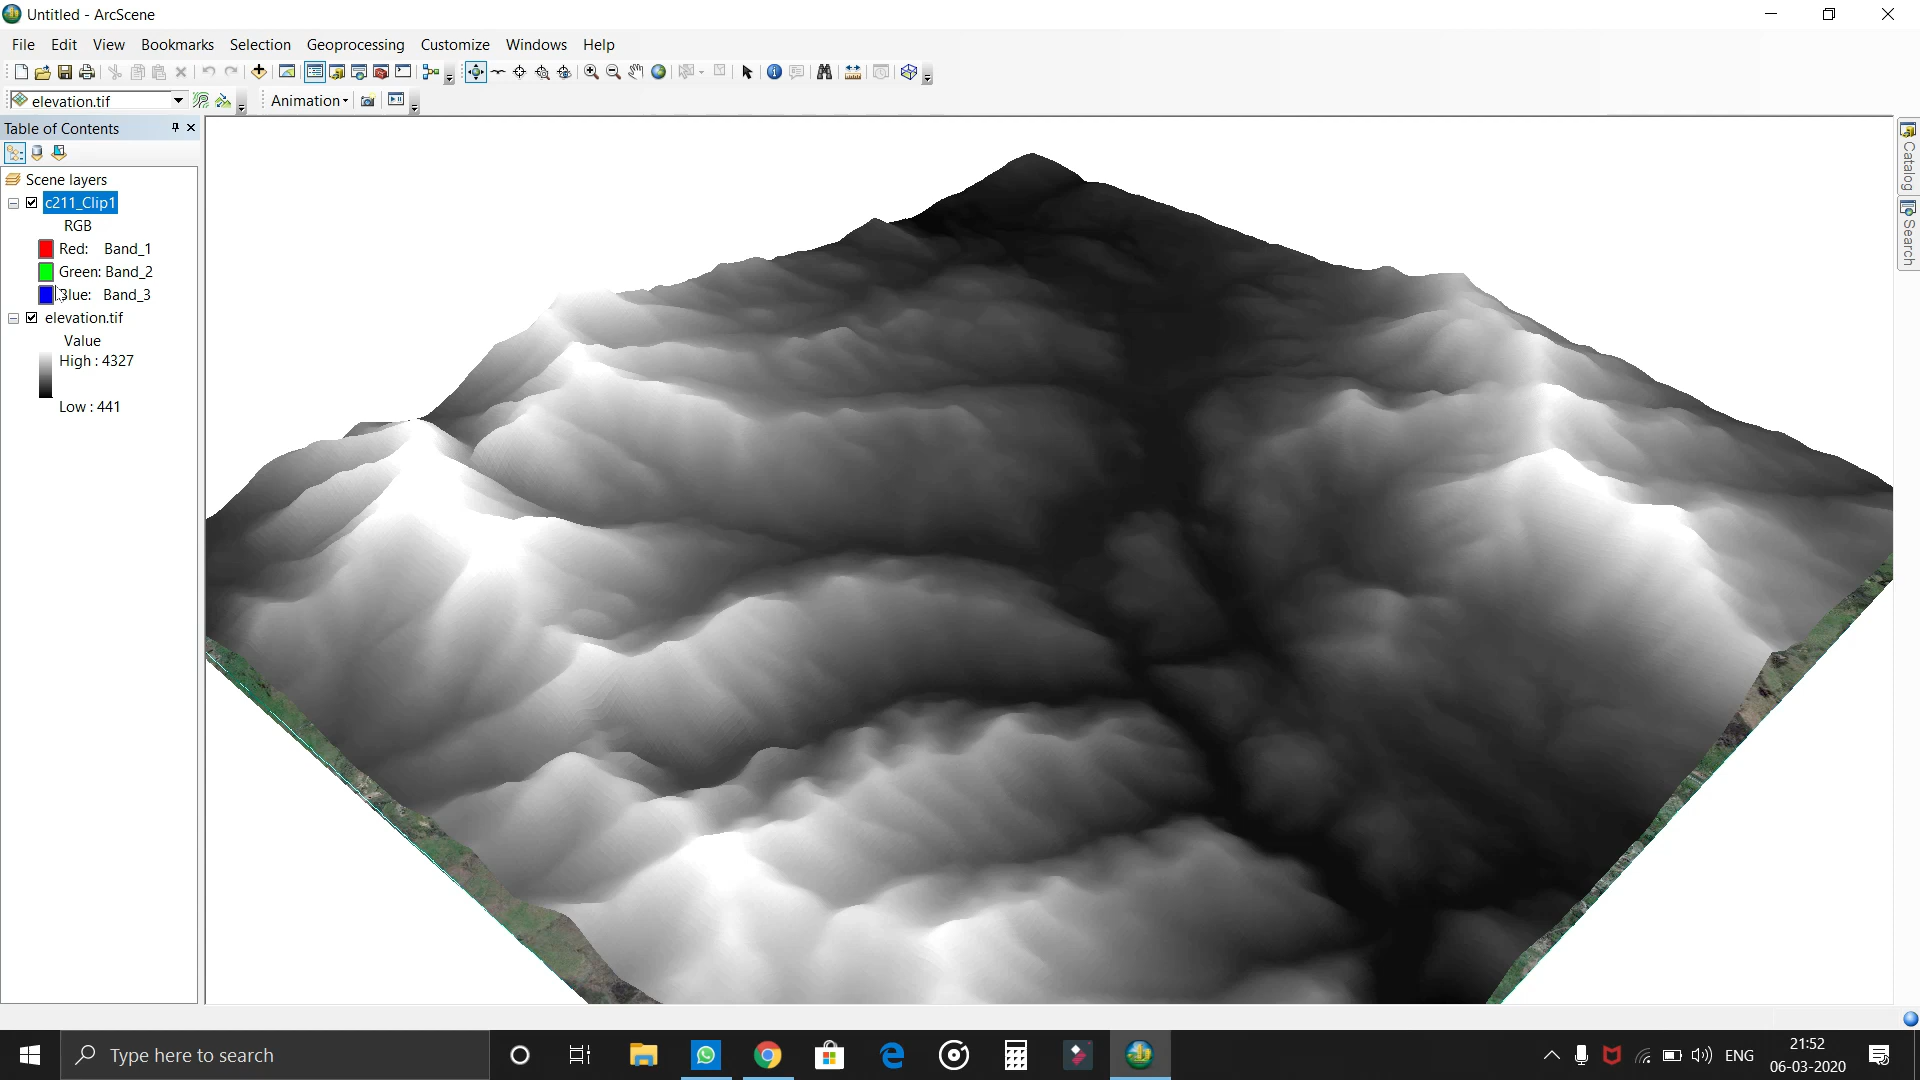 Untitled - ArcScene
File Edit View Bookmarks Selection Geoprocessing Customize Windows Help
elevation.tif Animation
Table of Contents
Scene layers
c211_Clip1
RGB
Red: Band_1
Green: Band_2
Blue: Band_3
elevation.tif
Value
High : 4327
Low : 441
Catalog
Search
Type here to search
ENG
21:52
06-03-2020